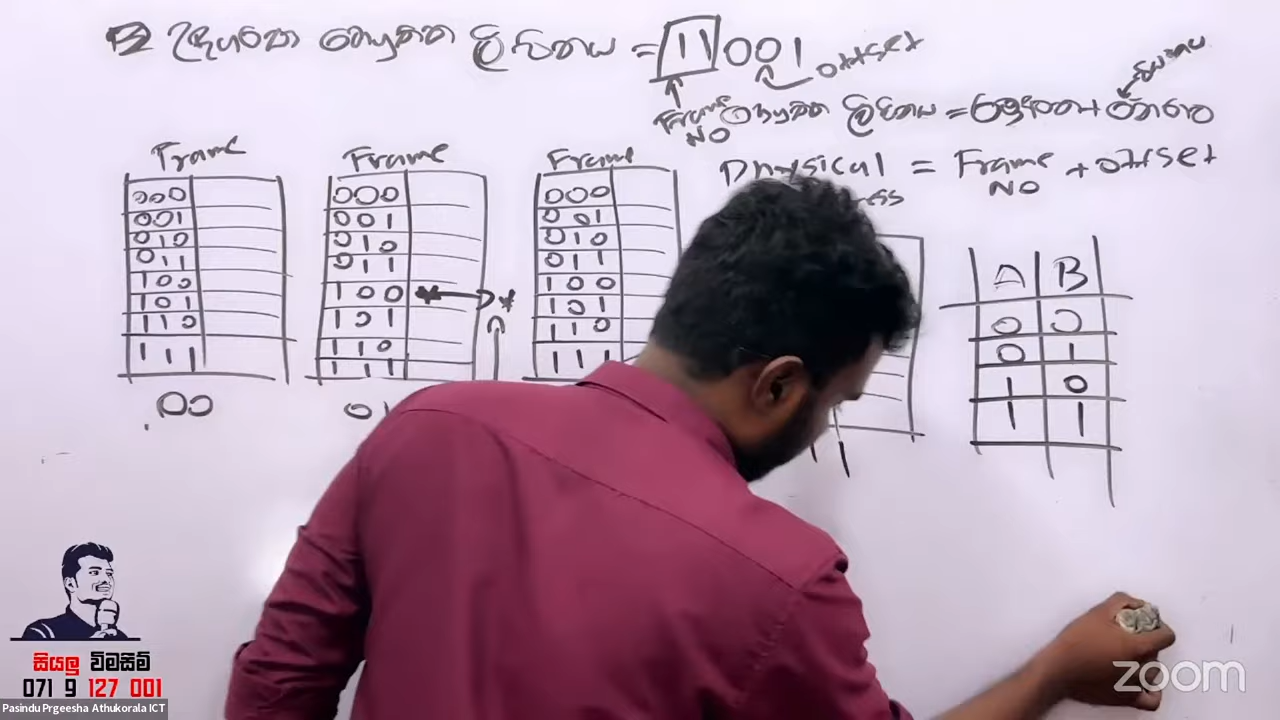 උදාහරණ භෞතික ලිපිනය = 11001
offset
Frame NO
භෞතික ලිපිනය = රාමුඅංකය +
Physical = Frame NO + offset
Frame
000
001
010
011
100
101
110
111
00
Frame
000
001
010
011
100 * *
101
110
111
Frame
000
001
010
011
100
101
110
111
A B
0 0
0 1
1 0
1 1
සියලු විමසීම්
071 9 127 001
Pasindu Prgeesha Athukorala ICT
zoom